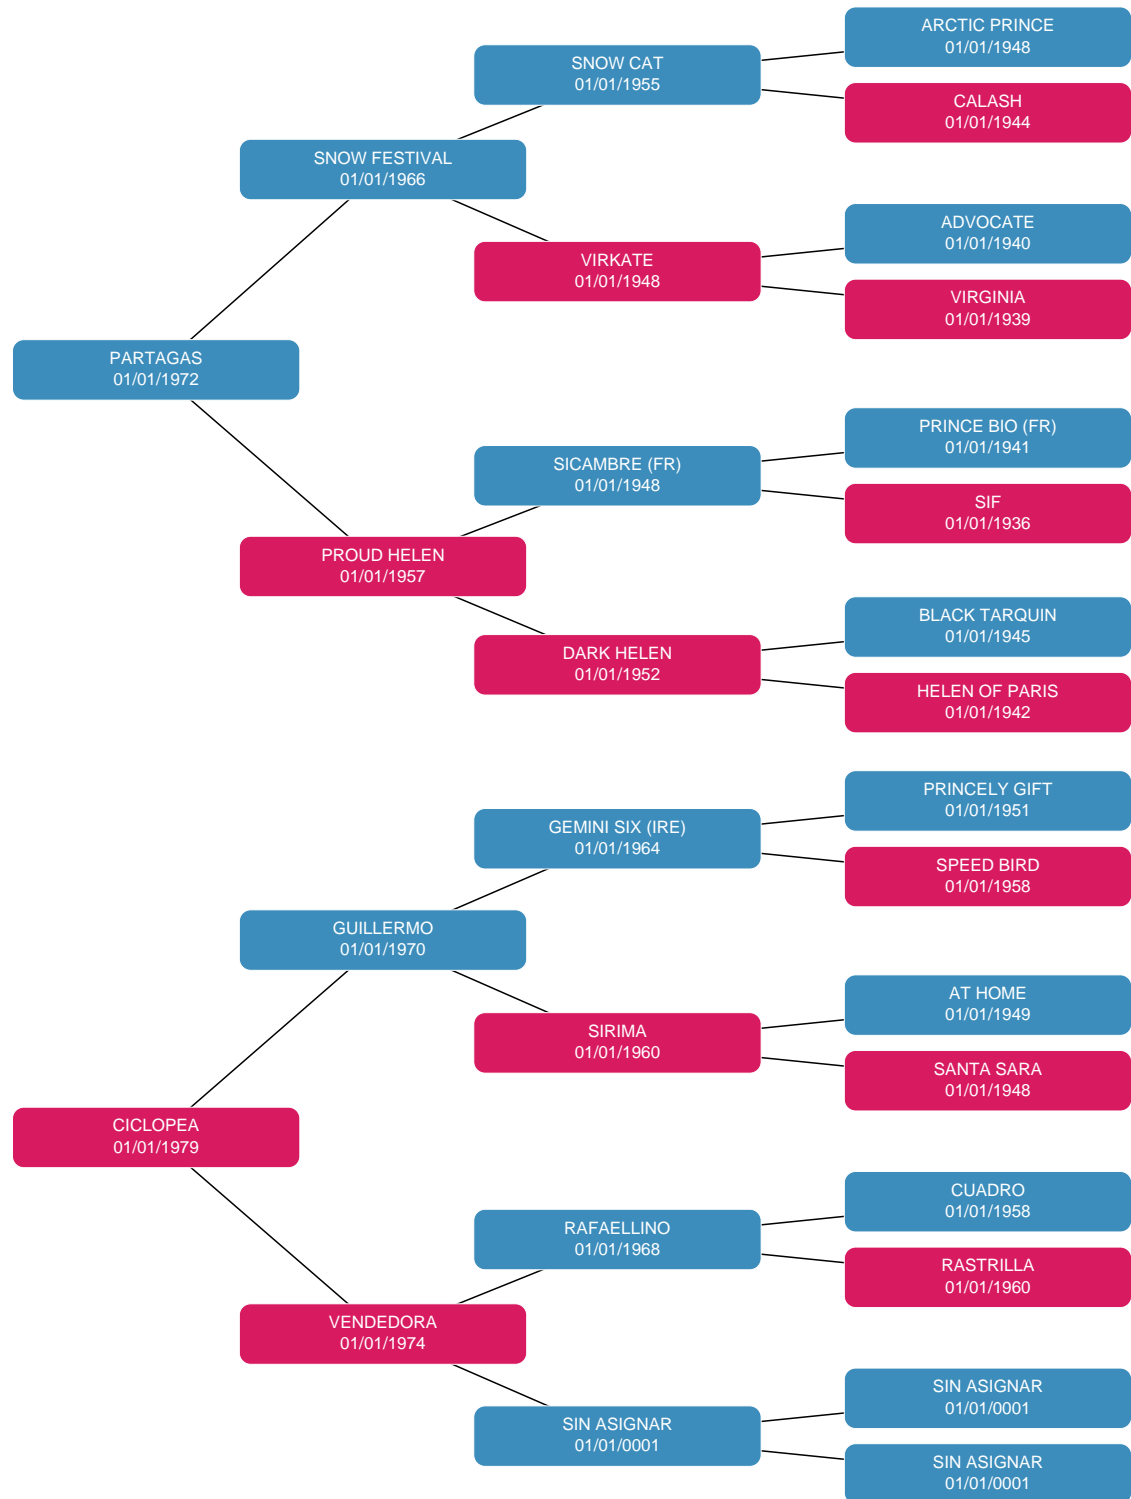 ARCTIC PRINCE
01/01/1948
SNOW CAT
01/01/1955
CALASH
01/01/1944
SNOW FESTIVAL
01/01/1966
ADVOCATE
01/01/1940
VIRKATE
01/01/1948
VIRGINIA
01/01/1939
PARTAGAS
01/01/1972
PRINCE BIO (FR)
01/01/1941
SICAMBRE (FR)
01/01/1948
SIF
01/01/1936
PROUD HELEN
01/01/1957
BLACK TARQUIN
01/01/1945
DARK HELEN
01/01/1952
HELEN OF PARIS
01/01/1942
PRINCELY GIFT
01/01/1951
GEMINI SIX (IRE)
01/01/1964
SPEED BIRD
01/01/1958
GUILLERMO
01/01/1970
AT HOME
01/01/1949
SIRIMA
01/01/1960
SANTA SARA
01/01/1948
CICLOPEA
01/01/1979
CUADRO
01/01/1958
RAFAELLINO
01/01/1968
RASTRILLA
01/01/1960
VENDEDORA
01/01/1974
SIN ASIGNAR
01/01/0001
SIN ASIGNAR
01/01/0001
SIN ASIGNAR
01/01/0001